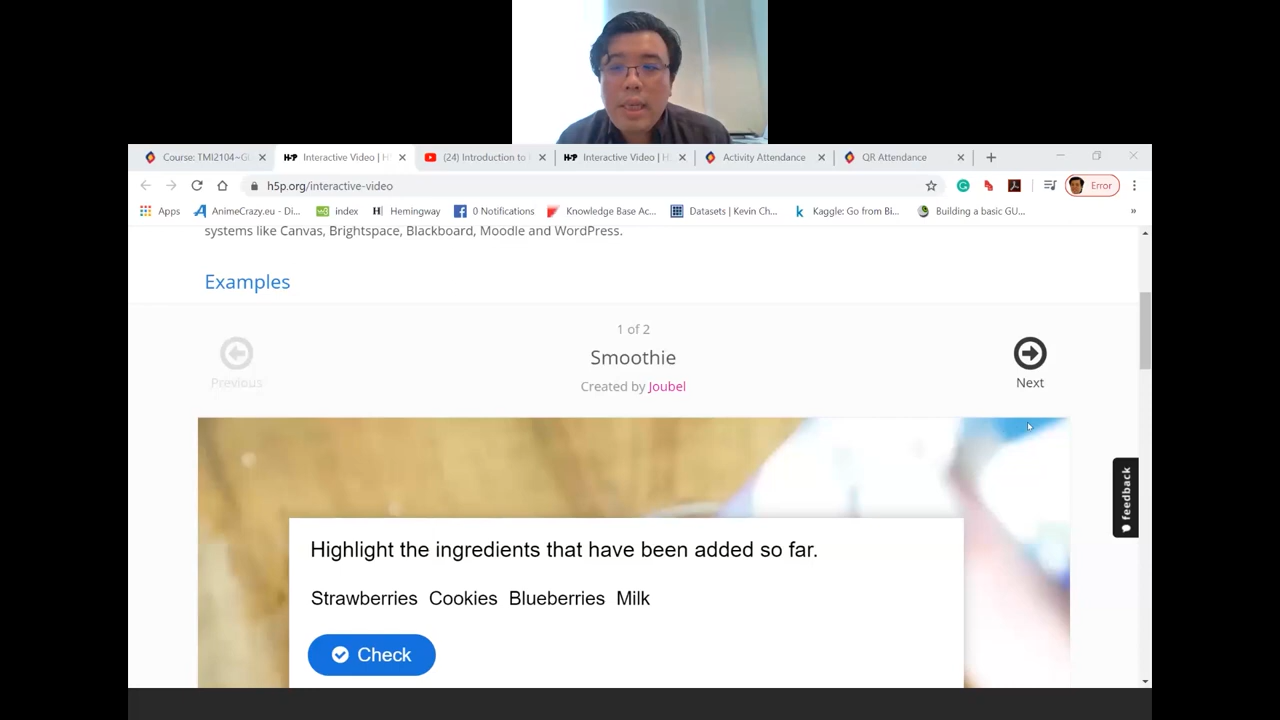 Course: TMI2104~G
H5P Interactive Video | H
(24) Introduction to
H5P Interactive Video | H
Activity Attendance
QR Attendance
h5p.org/interactive-video
Error
Apps
AnimeCrazy.eu - Di...
index
Hemingway
0 Notifications
Knowledge Base Ac...
Datasets | Kevin Ch...
Kaggle: Go from Bi...
Building a basic GU...
systems like Canvas, Brightspace, Blackboard, Moodle and WordPress.
Examples
1 of 2
Smoothie
Created by Joubel
Previous
Next
feedback
Highlight the ingredients that have been added so far.
Strawberries Cookies Blueberries Milk
Check